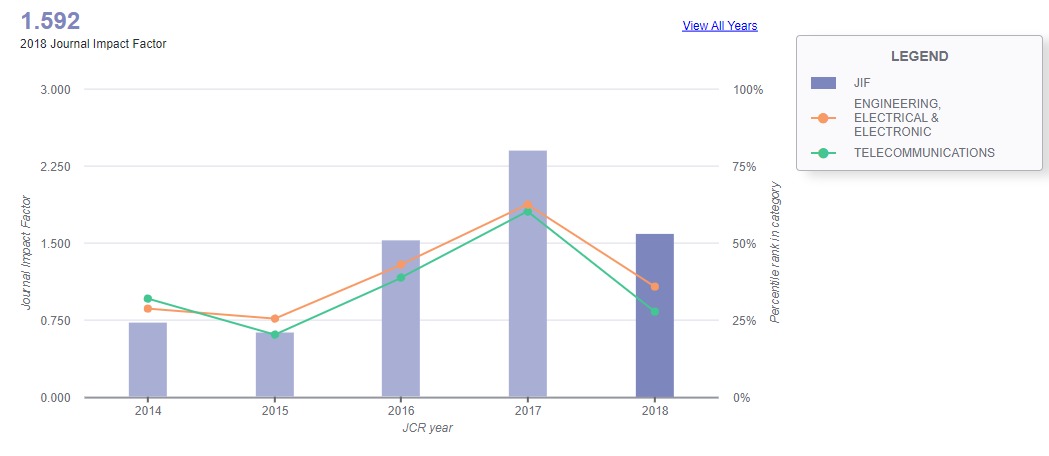 1.592
2018 Journal Impact Factor
View All Years
LEGEND
JIF
ENGINEERING,
ELECTRICAL &
ELECTRONIC
TELECOMMUNICATIONS
Journal Impact Factor
3.000
2.250
1.500
0.750
0.000
100%
75%
50%
25%
0%
Percentile rank in category
2014 2015 2016 2017 2018
JCR year